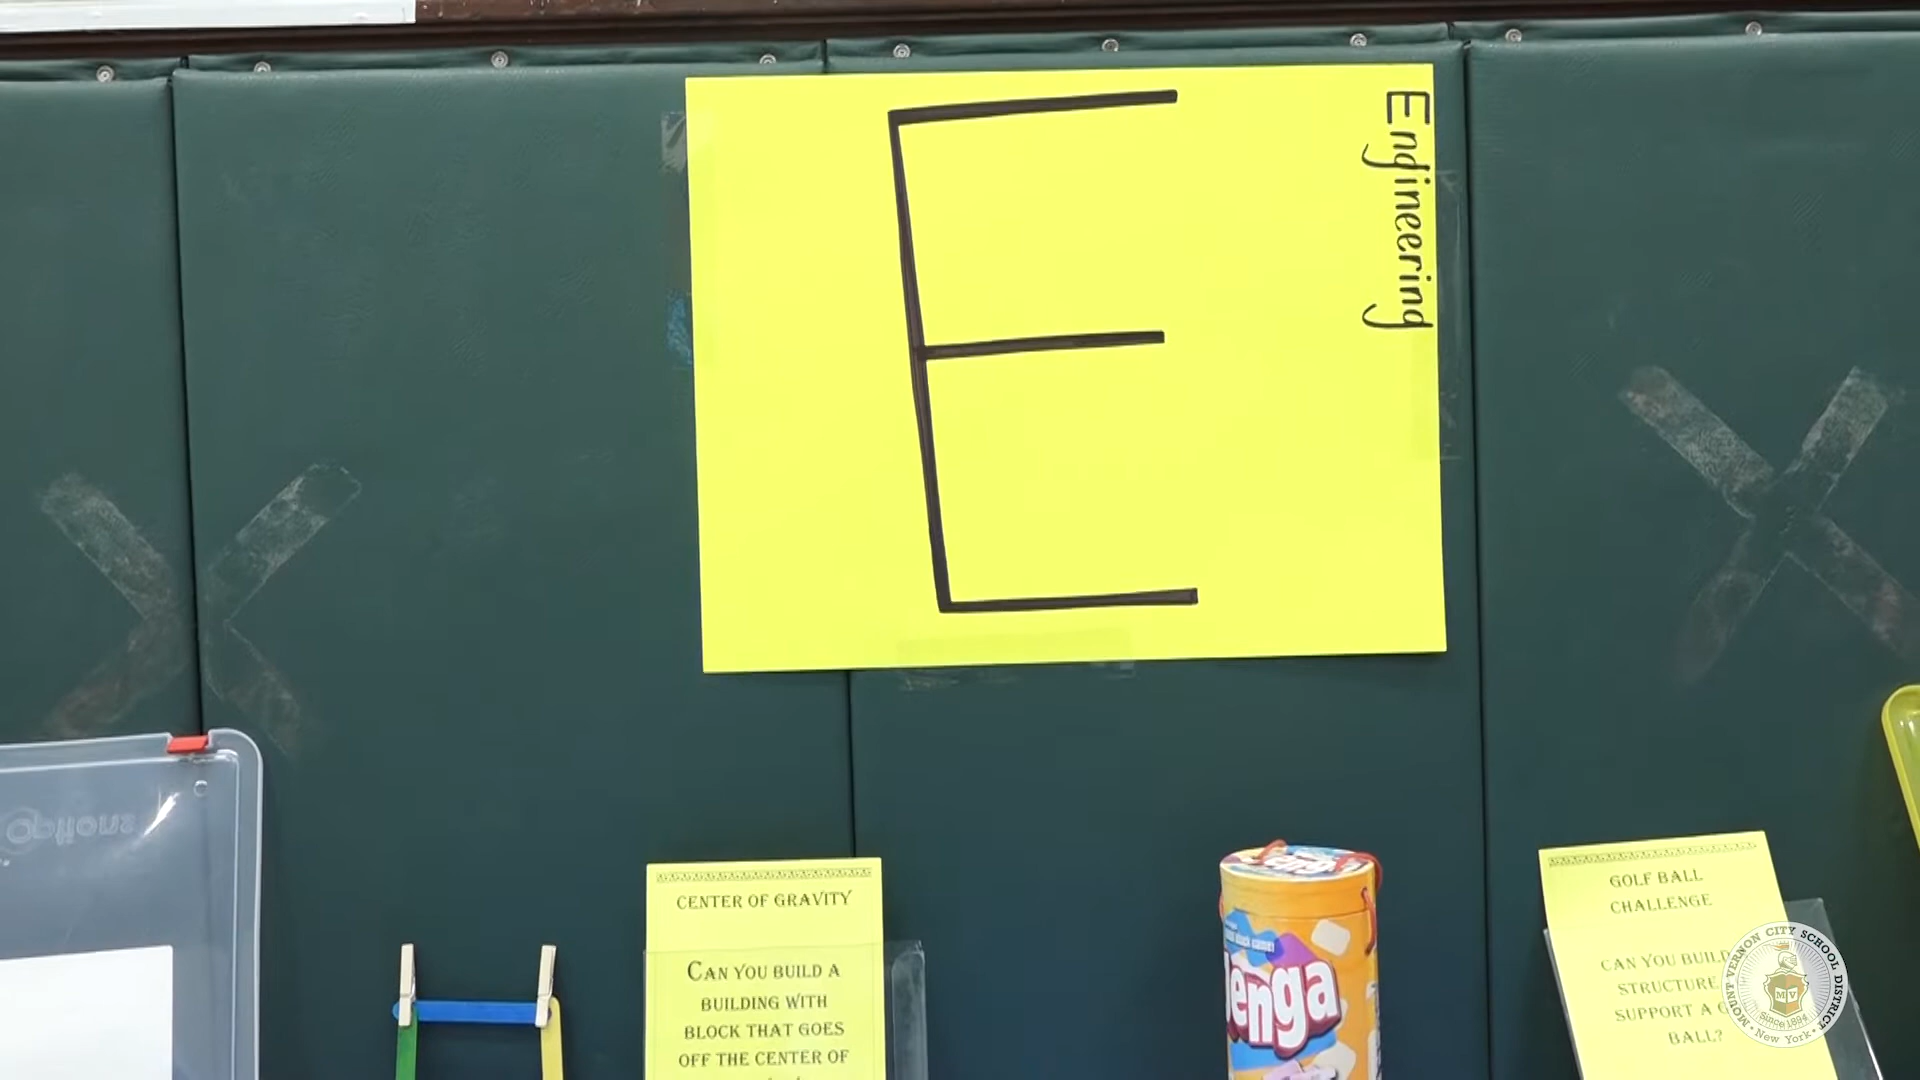 E
Engineering
Options
CENTER OF GRAVITY
CAN YOU BUILD A
BUILDING WITH
BLOCK THAT GOES
OFF THE CENTER OF
Jenga
GOLF BALL
CHALLENGE
CAN YOU BUILD
STRUCTURE
SUPPORT A
BALL?
MOUNT VERNON CITY SCHOOL DISTRICT
MV
Since 1894
New York